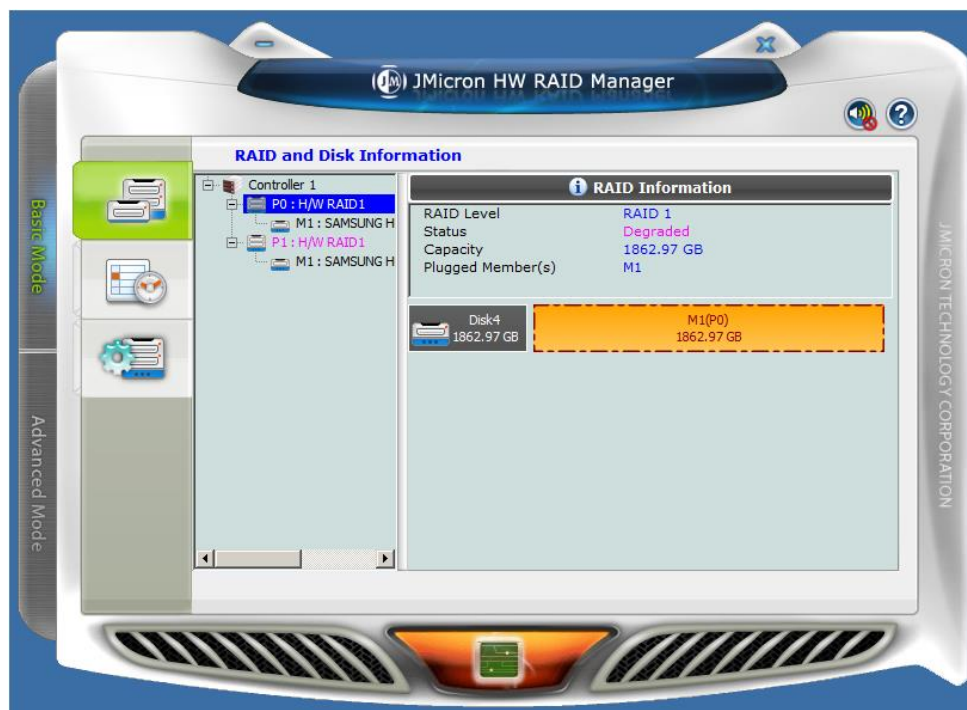 JMicron HW RAID Manager
RAID and Disk Information
Basic Mode
Advanced Mode
Controller 1
P0 : H/W RAID1
M1 : SAMSUNG H
P1 : H/W RAID1
M1 : SAMSUNG H
RAID Information
RAID Level RAID 1
Status Degraded
Capacity 1862.97 GB
Plugged Member(s) M1
Disk4
1862.97 GB
M1(P0)
1862.97 GB
JMICRON TECHNOLOGY CORPORATION